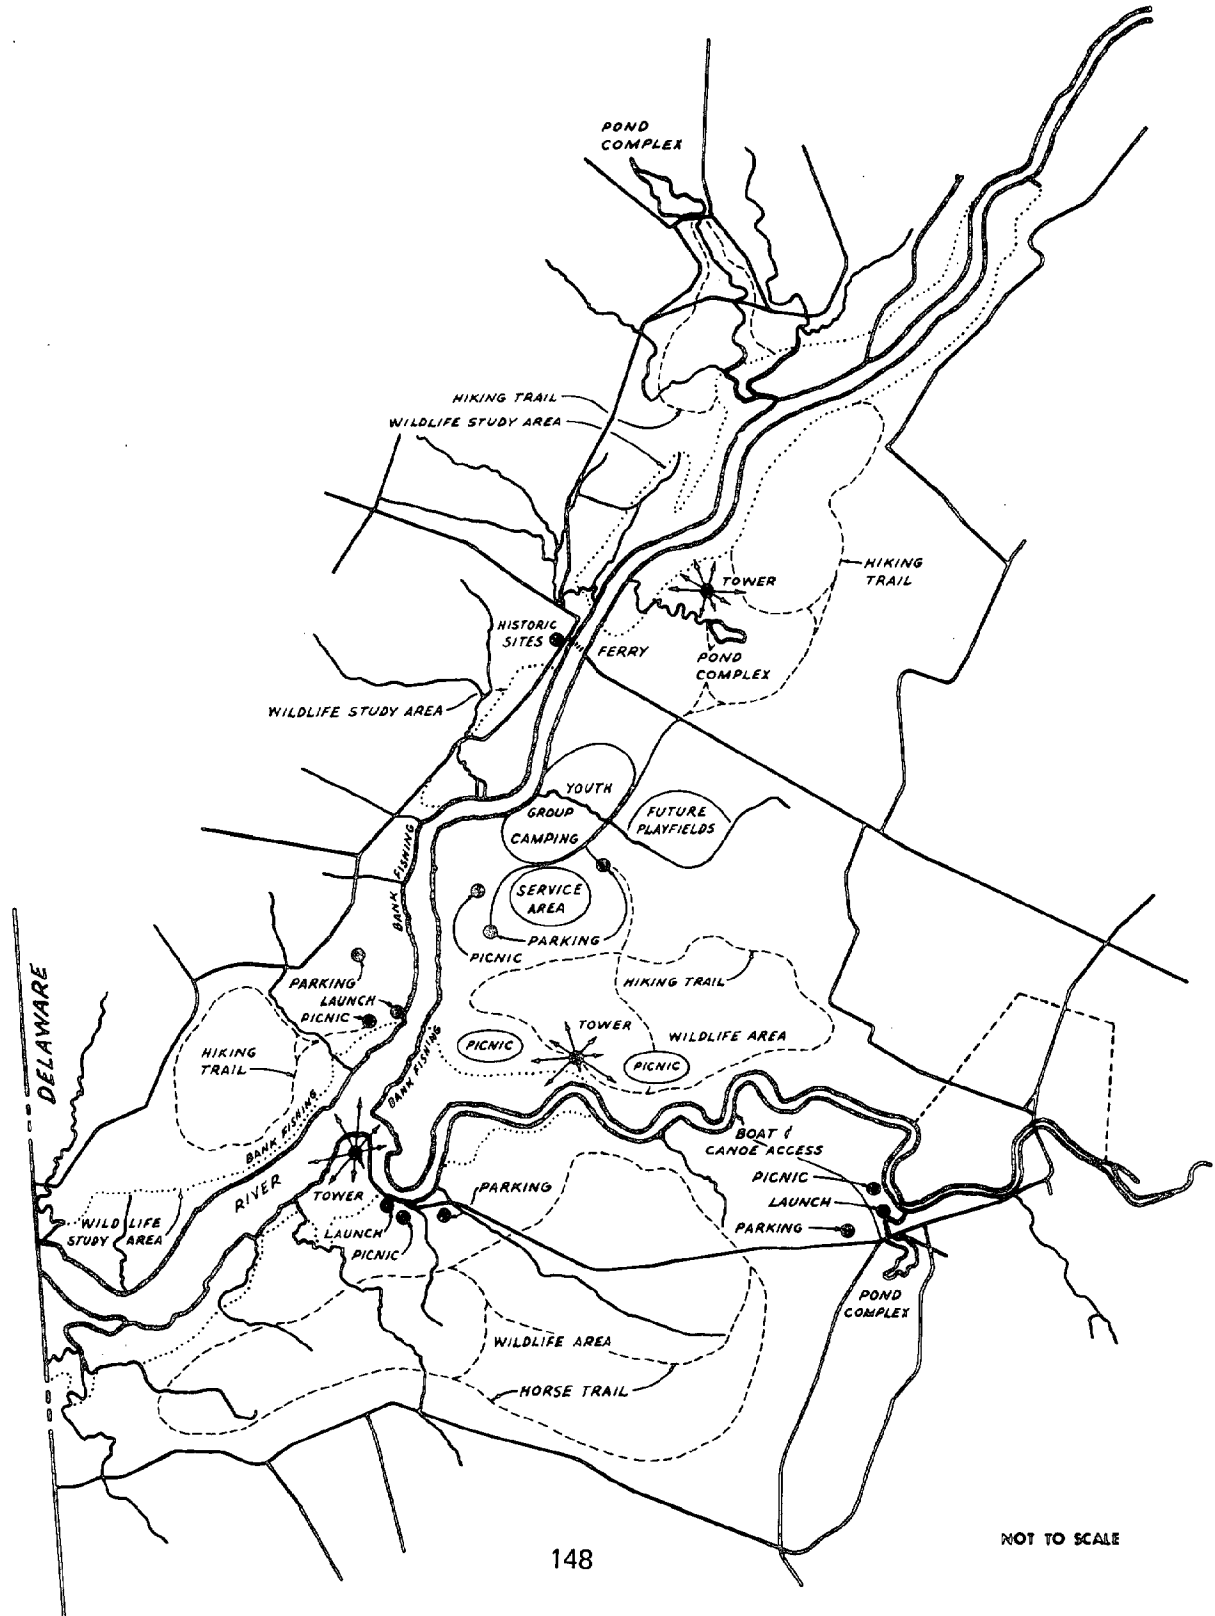 POND
COMPLEX
HIKING TRAIL
WILDLIFE STUDY AREA
HIKING
TRAIL
TOWER
HISTORIC
SITES
FERRY
POND
COMPLEX
WILDLIFE STUDY AREA
YOUTH
GROUP
CAMPING
FUTURE
PLAYFIELDS
BANK FISHING
SERVICE
AREA
PARKING
PICNIC
PARKING
LAUNCH
PICNIC
HIKING TRAIL
DELAWARE
TOWER
WILDLIFE AREA
PICNIC
PICNIC
HIKING
TRAIL
BANK FISHING
BANK FISHING
BOAT &
CANOE ACCESS
PICNIC
LAUNCH
PARKING
RIVER
TOWER
PARKING
LAUNCH
PICNIC
WILDLIFE
STUDY AREA
POND
COMPLEX
WILDLIFE AREA
HORSE TRAIL
NOT TO SCALE
148